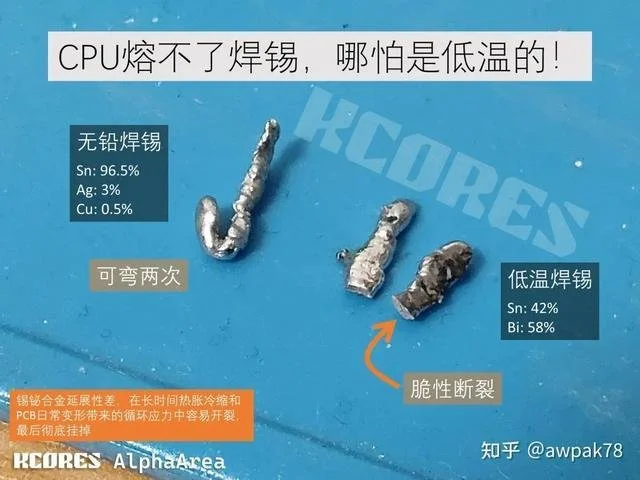 CPU熔不了焊锡，哪怕是低温的！
无铅焊锡
Sn: 96.5%
Ag: 3%
Cu: 0.5%
KCORES
可弯两次
低温焊锡
Sn: 42%
Bi: 58%
脆性断裂
锡铋合金延展性差，在长时间热胀冷缩和
PCB日常变形带来的循环应力中容易开裂，
最后彻底挂掉
KCORES AlphaArea
知乎 @awpak78